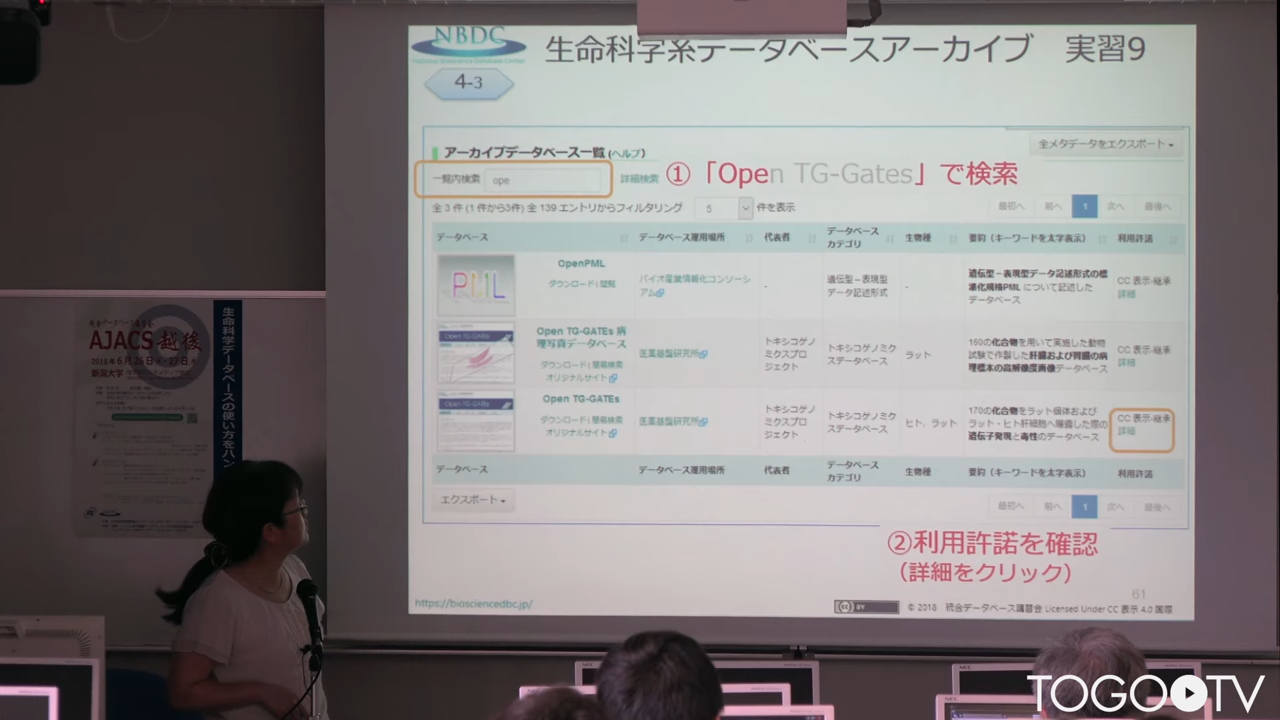 NBDC
National Bioscience Database Center
生命科学系データベースアーカイブ 実習9
4-3
アーカイブデータベース一覧 (ヘルプ)
全メタデータをエクスポート
一覧内検索 ope 詳細検索
①「Open TG-Gates」で検索
全 3 件 (1 件から3件) 全 139 エントリからフィルタリング 5 件を表示
最初へ 前へ 1 次へ 最後へ
データベース データベース運用場所 代表者 データベースカテゴリ 生物種 要約（キーワードを太字表示） 利用許諾
PML
OpenPML
ダウンロード | 閲覧
バイオ産業情報化コンソーシアム
-
遺伝型－表現型データ記述形式
-
遺伝型－表現型データ記述形式の標準化規格PML について記述したデータベース
CC 表示-継承
詳細
Open TG-GATEs
Open TG-GATEs 病理写真データベース
ダウンロード | 簡易検索
オリジナルサイト
医薬基盤研究所
トキシコゲノミクスプロジェクト
トキシコゲノミクスデータベース
ラット
160の化合物を用いて実施した動物試験で作製した肝臓および腎臓の病理標本の高解像度画像データベース
CC 表示-継承
詳細
Open TG-GATEs
Open TG-GATEs
ダウンロード | 簡易検索
オリジナルサイト
医薬基盤研究所
トキシコゲノミクスプロジェクト
トキシコゲノミクスデータベース
ヒト, ラット
170の化合物をラット個体およびラット・ヒト肝細胞へ曝露した際の遺伝子発現と毒性のデータベース
CC 表示-継承
詳細
データベース データベース運用場所 代表者 データベースカテゴリ 生物種 要約（キーワードを太字表示） 利用許諾
エクスポート
最初へ 前へ 1 次へ 最後へ
②利用許諾を確認
（詳細をクリック）
61
https://biosciencedbc.jp/
cc BY
© 2018 統合データベース講習会 Licensed Under CC 表示 4.0 国際
AJACS 越後
新潟大学
生命科学データベースの使い方をハン
NEC
NEC
NEC
TOGO TV